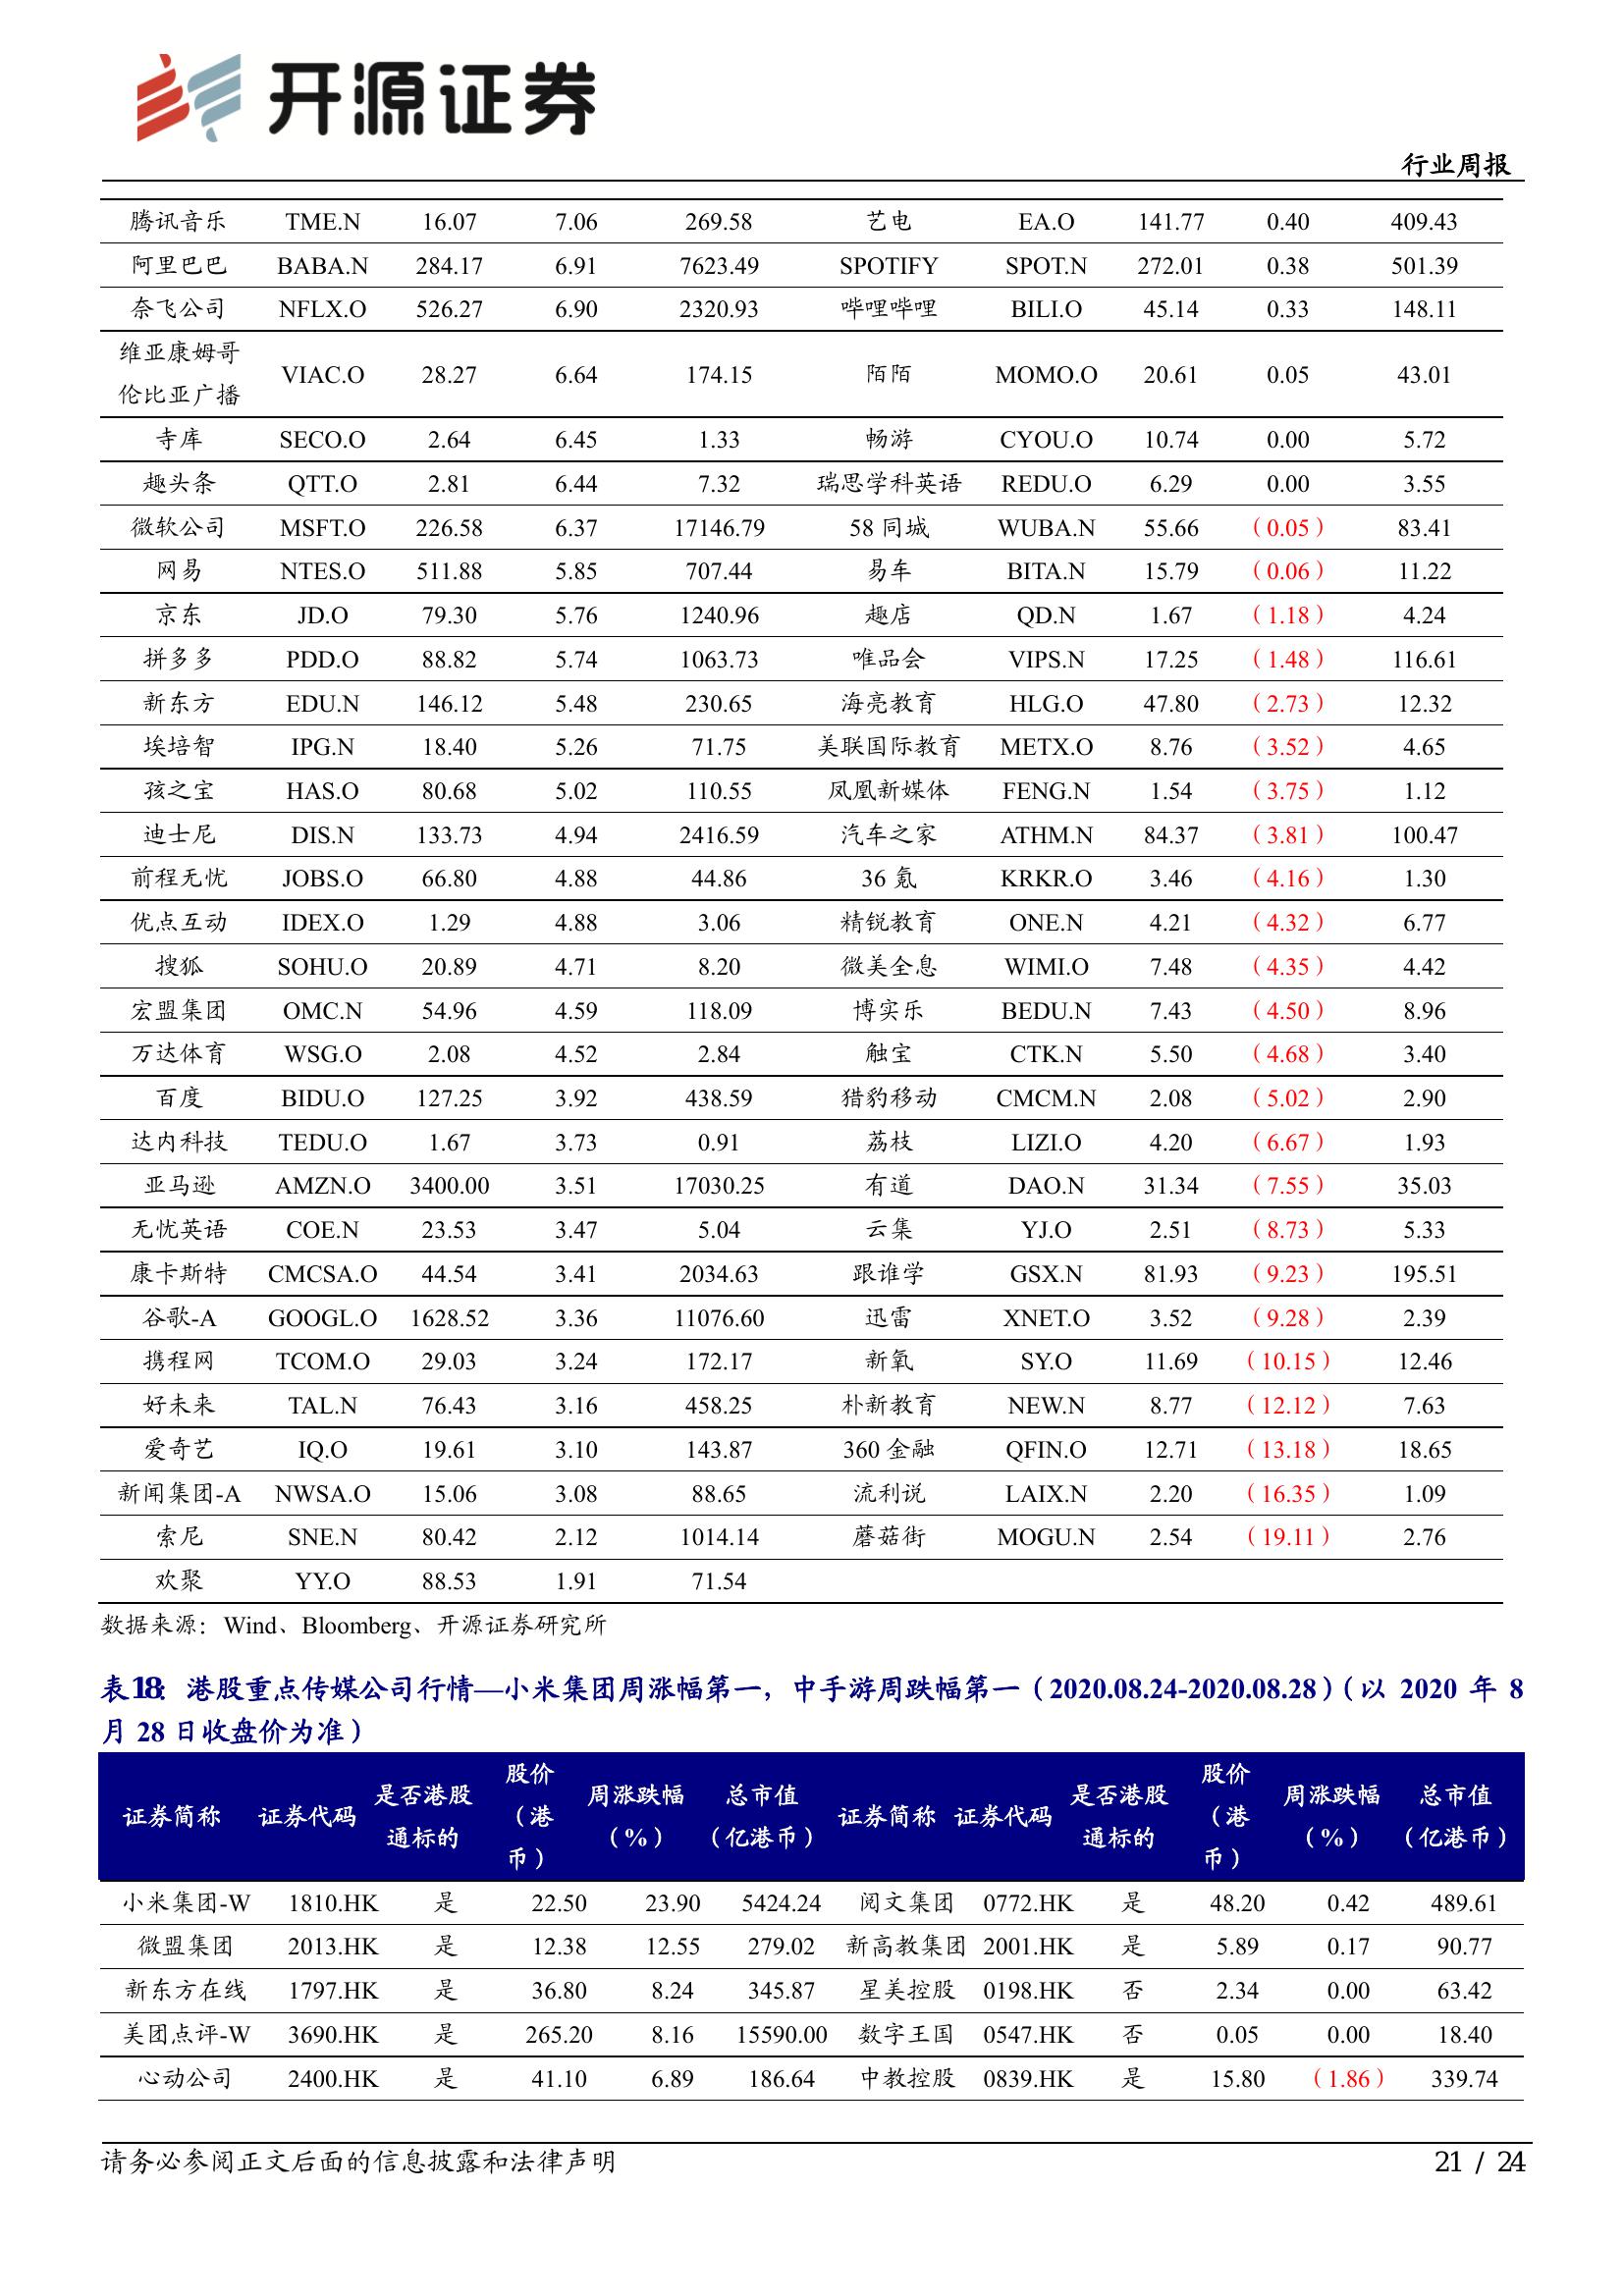 开源证券
行业周报
腾讯音乐 TME.N 16.07 7.06 269.58 艺电 EA.O 141.77 0.40 409.43
阿里巴巴 BABA.N 284.17 6.91 7623.49 SPOTIFY SPOT.N 272.01 0.38 501.39
奈飞公司 NFLX.O 526.27 6.90 2320.93 哔哩哔哩 BILI.O 45.14 0.33 148.11
维亚康姆哥
伦比亚广播 VIAC.O 28.27 6.64 174.15 陌陌 MOMO.O 20.61 0.05 43.01
寺库 SECO.O 2.64 6.45 1.33 畅游 CYOU.O 10.74 0.00 5.72
趣头条 QTT.O 2.81 6.44 7.32 瑞思学科英语 REDU.O 6.29 0.00 3.55
微软公司 MSFT.O 226.58 6.37 17146.79 58 同城 WUBA.N 55.66 （0.05） 83.41
网易 NTES.O 511.88 5.85 707.44 易车 BITA.N 15.79 （0.06） 11.22
京东 JD.O 79.30 5.76 1240.96 趣店 QD.N 1.67 （1.18） 4.24
拼多多 PDD.O 88.82 5.74 1063.73 唯品会 VIPS.N 17.25 （1.48） 116.61
新东方 EDU.N 146.12 5.48 230.65 海亮教育 HLG.O 47.80 （2.73） 12.32
埃培智 IPG.N 18.40 5.26 71.75 美联国际教育 METX.O 8.76 （3.52） 4.65
孩之宝 HAS.O 80.68 5.02 110.55 凤凰新媒体 FENG.N 1.54 （3.75） 1.12
迪士尼 DIS.N 133.73 4.94 2416.59 汽车之家 ATHM.N 84.37 （3.81） 100.47
前程无忧 JOBS.O 66.80 4.88 44.86 36 氪 KRKR.O 3.46 （4.16） 1.30
优点互动 IDEX.O 1.29 4.88 3.06 精锐教育 ONE.N 4.21 （4.32） 6.77
搜狐 SOHU.O 20.89 4.71 8.20 微美全息 WIMI.O 7.48 （4.35） 4.42
宏盟集团 OMC.N 54.96 4.59 118.09 博实乐 BEDU.N 7.43 （4.50） 8.96
万达体育 WSG.O 2.08 4.52 2.84 触宝 CTK.N 5.50 （4.68） 3.40
百度 BIDU.O 127.25 3.92 438.59 猎豹移动 CMCM.N 2.08 （5.02） 2.90
达内科技 TEDU.O 1.67 3.73 0.91 荔枝 LIZI.O 4.20 （6.67） 1.93
亚马逊 AMZN.O 3400.00 3.51 17030.25 有道 DAO.N 31.34 （7.55） 35.03
无忧英语 COE.N 23.53 3.47 5.04 云集 YJ.O 2.51 （8.73） 5.33
康卡斯特 CMCSA.O 44.54 3.41 2034.63 跟谁学 GSX.N 81.93 （9.23） 195.51
谷歌-A GOOGL.O 1628.52 3.36 11076.60 迅雷 XNET.O 3.52 （9.28） 2.39
携程网 TCOM.O 29.03 3.24 172.17 新氧 SY.O 11.69 （10.15） 12.46
好未来 TAL.N 76.43 3.16 458.25 朴新教育 NEW.N 8.77 （12.12） 7.63
爱奇艺 IQ.O 19.61 3.10 143.87 360 金融 QFIN.O 12.71 （13.18） 18.65
新闻集团-A NWSA.O 15.06 3.08 88.65 流利说 LAIX.N 2.20 （16.35） 1.09
索尼 SNE.N 80.42 2.12 1014.14 蘑菇街 MOGU.N 2.54 （19.11） 2.76
欢聚 YY.O 88.53 1.91 71.54
数据来源：Wind、Bloomberg、开源证券研究所
表18：港股重点传媒公司行情—小米集团周涨幅第一，中手游周跌幅第一（2020.08.24-2020.08.28）（以 2020 年 8
月 28 日收盘价为准）
证券简称 证券代码 是否港股通标的 股价（港币） 周涨跌幅（%） 总市值（亿港币） 证券简称 证券代码 是否港股通标的 股价（港币） 周涨跌幅（%） 总市值（亿港币）
小米集团-W 1810.HK 是 22.50 23.90 5424.24 阅文集团 0772.HK 是 48.20 0.42 489.61
微盟集团 2013.HK 是 12.38 12.55 279.02 新高教集团 2001.HK 是 5.89 0.17 90.77
新东方在线 1797.HK 是 36.80 8.24 345.87 星美控股 0198.HK 否 2.34 0.00 63.42
美团点评-W 3690.HK 是 265.20 8.16 15590.00 数字王国 0547.HK 否 0.05 0.00 18.40
心动公司 2400.HK 是 41.10 6.89 186.64 中教控股 0839.HK 是 15.80 （1.86） 339.74
请务必参阅正文后面的信息披露和法律声明 21 / 24